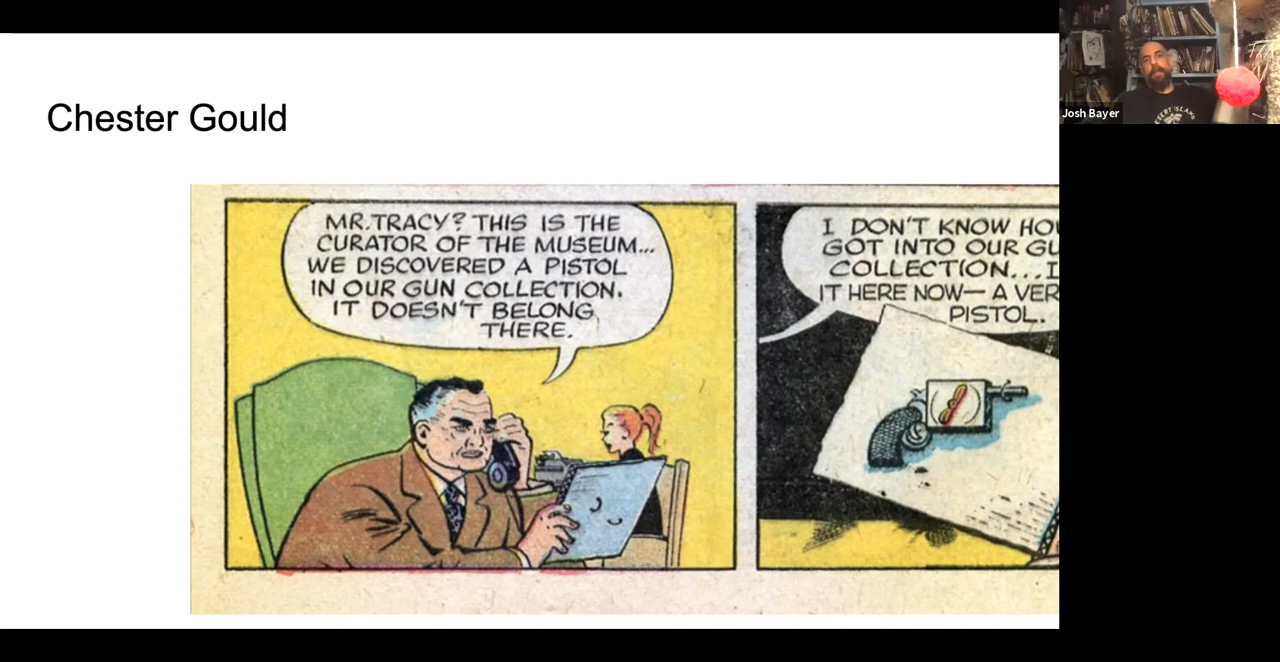 Chester Gould
MR. TRACY? THIS IS THE
CURATOR OF THE MUSEUM...
WE DISCOVERED A PISTOL
IN OUR GUN COLLECTION.
IT DOESN'T BELONG
THERE.
I DON'T KNOW HO
GOT INTO OUR GU
COLLECTION...I
IT HERE NOW— A VER
PISTOL.
Josh Bayer